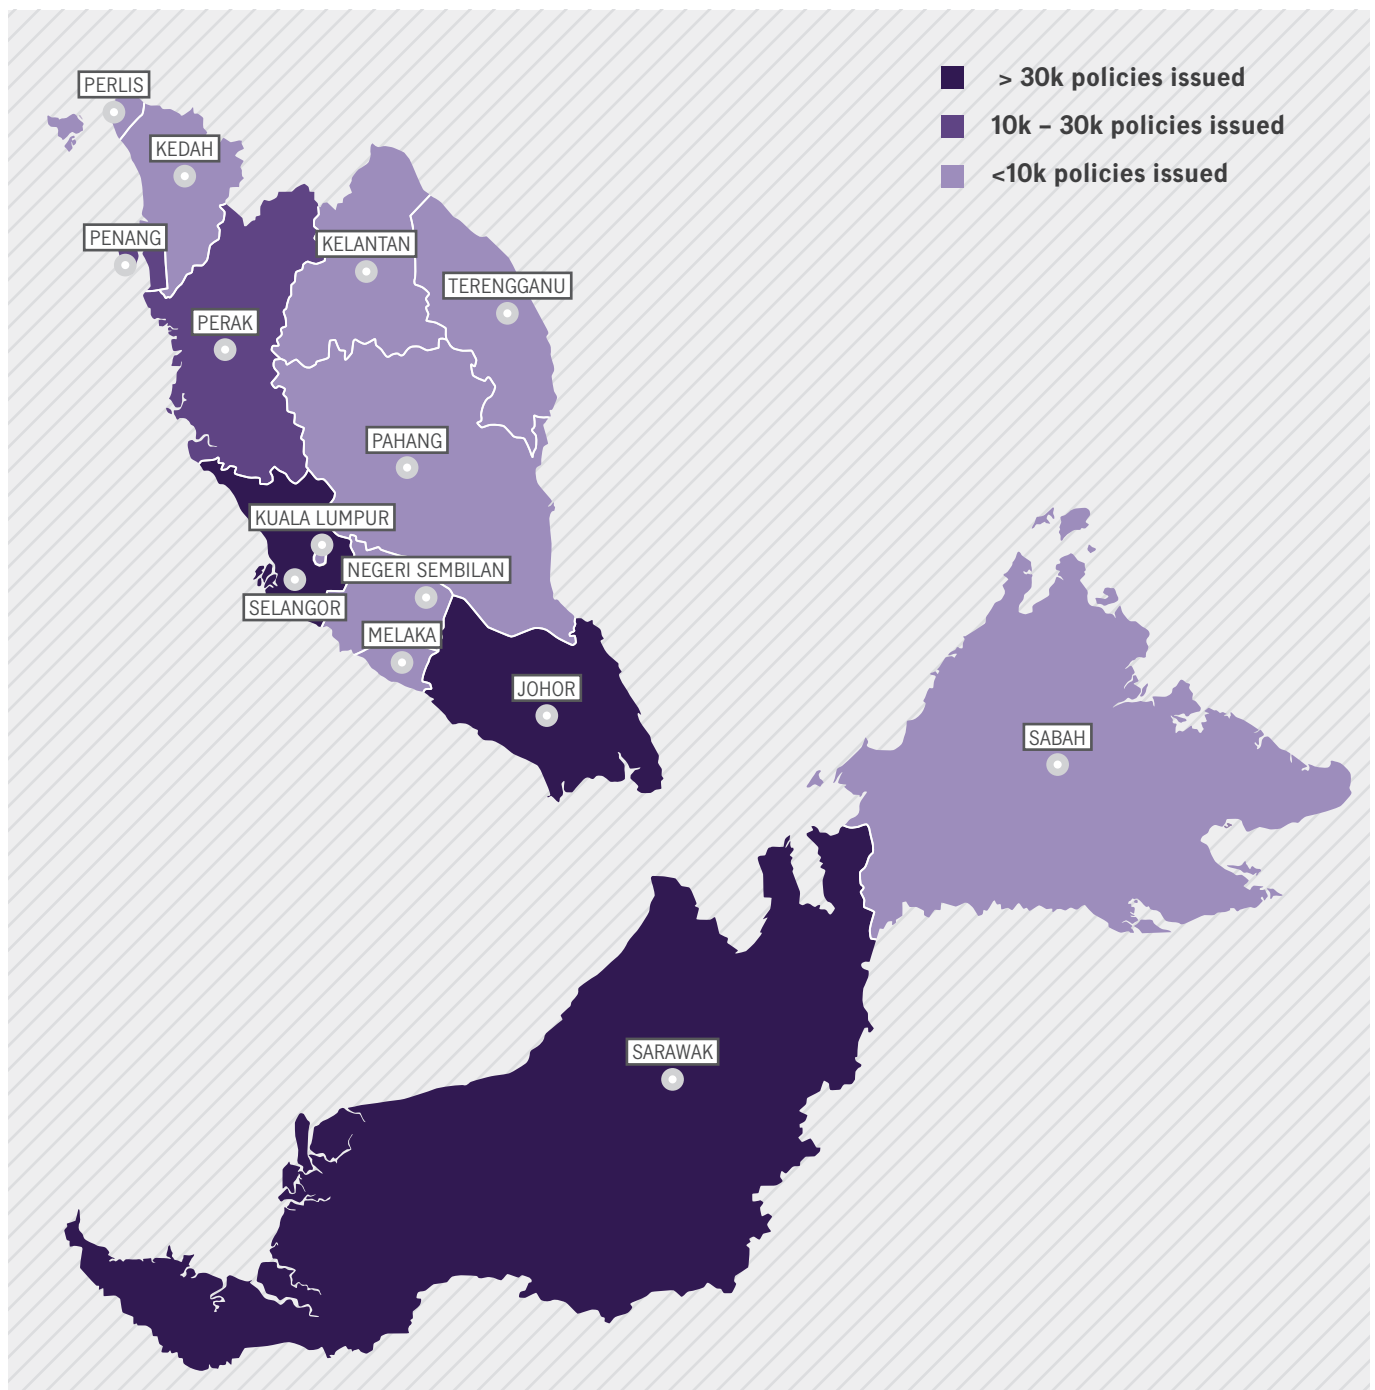 > 30k policies issued
10k – 30k policies issued
<10k policies issued
PERLIS
KEDAH
PENANG
KELANTAN
TERENGGANU
PERAK
PAHANG
KUALA LUMPUR
NEGERI SEMBILAN
SELANGOR
MELAKA
JOHOR
SABAH
SARAWAK